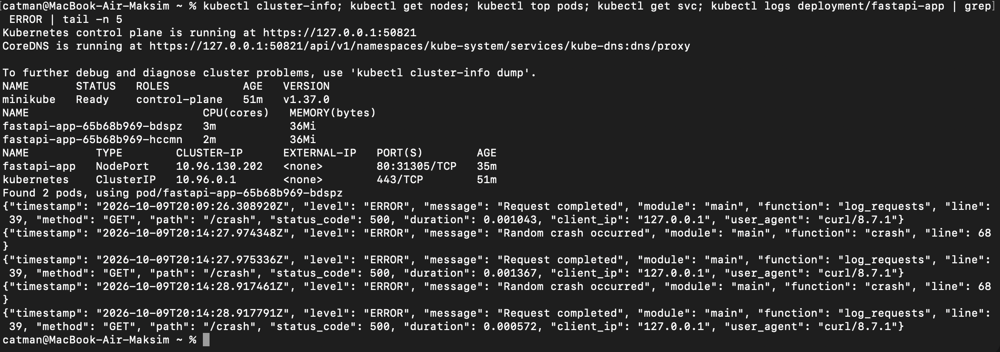 [catman@MacBook-Air-Maksim ~ % kubectl cluster-info; kubectl get nodes; kubectl top pods; kubectl get svc; kubectl logs deployment/fastapi-app | grep]
 ERROR | tail -n 5
Kubernetes control plane is running at https://127.0.0.1:50821
CoreDNS is running at https://127.0.0.1:50821/api/v1/namespaces/kube-system/services/kube-dns:dns/proxy

To further debug and diagnose cluster problems, use 'kubectl cluster-info dump'.
NAME       STATUS   ROLES           AGE   VERSION
minikube   Ready    control-plane   51m   v1.37.0
NAME                          CPU(cores)   MEMORY(bytes)
fastapi-app-65b68b969-bdspz   3m           36Mi
fastapi-app-65b68b969-hccmn   2m           36Mi
NAME          TYPE        CLUSTER-IP      EXTERNAL-IP   PORT(S)        AGE
fastapi-app   NodePort    10.96.130.202   <none>        80:31305/TCP   35m
kubernetes    ClusterIP   10.96.0.1       <none>        443/TCP        51m
Found 2 pods, using pod/fastapi-app-65b68b969-bdspz
{"timestamp": "2026-10-09T20:09:26.308920Z", "level": "ERROR", "message": "Request completed", "module": "main", "function": "log_requests", "line":
 39, "method": "GET", "path": "/crash", "status_code": 500, "duration": 0.001043, "client_ip": "127.0.0.1", "user_agent": "curl/8.7.1"}
{"timestamp": "2026-10-09T20:14:27.974348Z", "level": "ERROR", "message": "Random crash occurred", "module": "main", "function": "crash", "line": 68
}
{"timestamp": "2026-10-09T20:14:27.975336Z", "level": "ERROR", "message": "Request completed", "module": "main", "function": "log_requests", "line":
 39, "method": "GET", "path": "/crash", "status_code": 500, "duration": 0.001367, "client_ip": "127.0.0.1", "user_agent": "curl/8.7.1"}
{"timestamp": "2026-10-09T20:14:28.917461Z", "level": "ERROR", "message": "Random crash occurred", "module": "main", "function": "crash", "line": 68
}
{"timestamp": "2026-10-09T20:14:28.917791Z", "level": "ERROR", "message": "Request completed", "module": "main", "function": "log_requests", "line":
 39, "method": "GET", "path": "/crash", "status_code": 500, "duration": 0.000572, "client_ip": "127.0.0.1", "user_agent": "curl/8.7.1"}
catman@MacBook-Air-Maksim ~ %